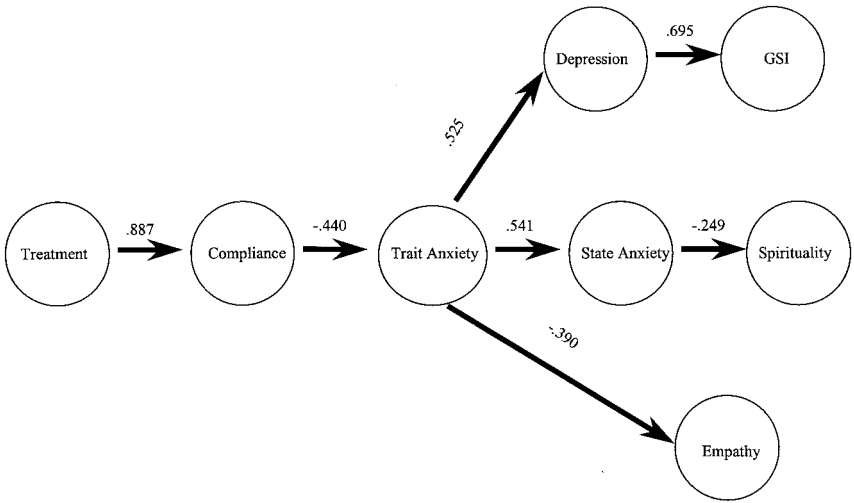 .695
Depression
GSI
.525
.887
-.440
.541
-.249
Treatment
Compliance
Trait Anxiety
State Anxiety
Spirituality
-.390
Empathy